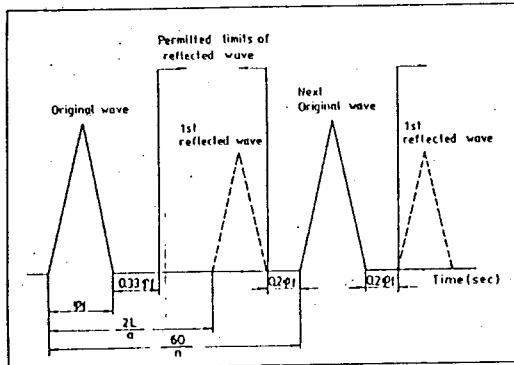 Permitted limits of
reflected wave
Original wave
Next
Original wave
1st
reflected wave
1st
reflected wave
Time(sec)
2L
a
60
n